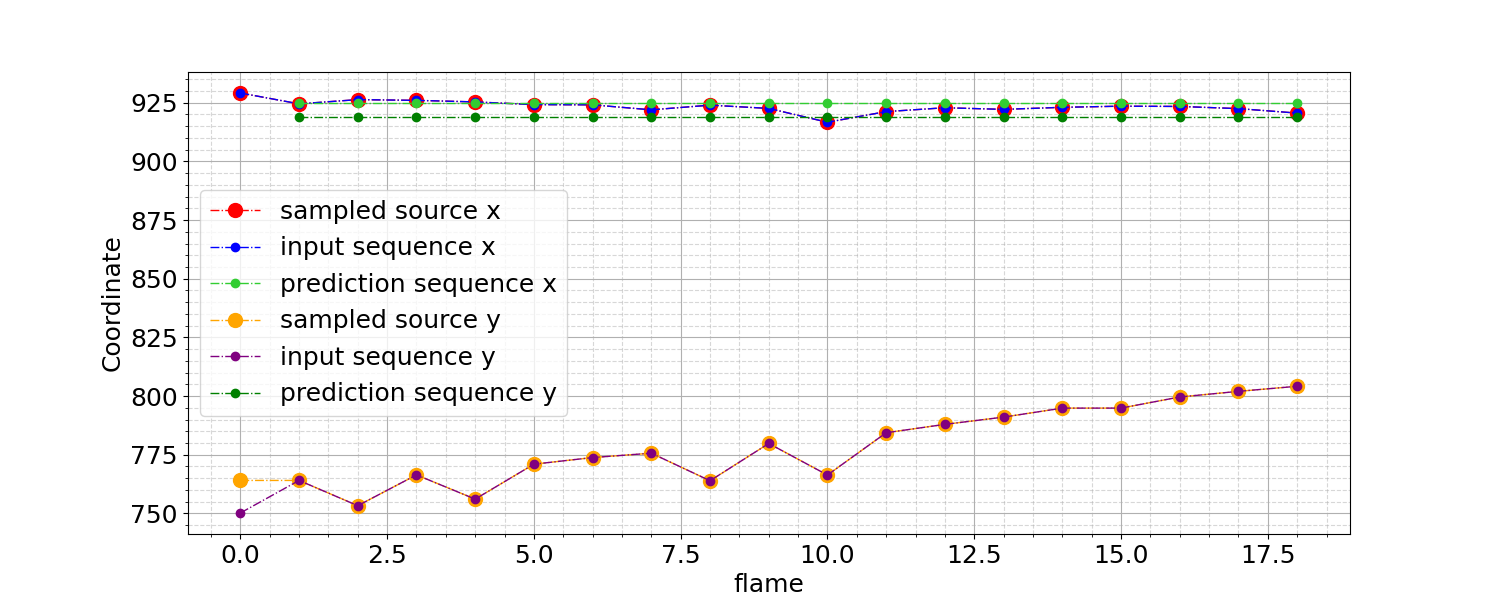 925
900
875
850
825
800
775
750
Coordinate
sampled source x
input sequence x
prediction sequence x
sampled source y
input sequence y
prediction sequence y
0.0 2.5 5.0 7.5 10.0 12.5 15.0 17.5
flame